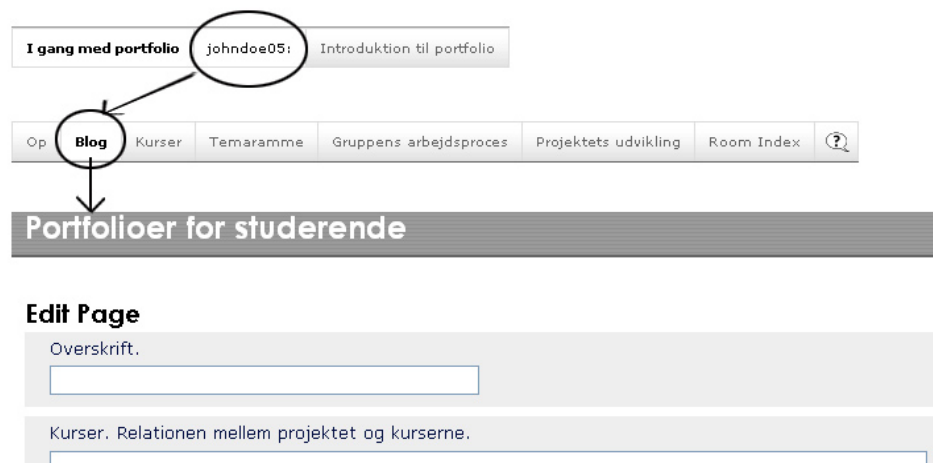 I gang med portfolio johndoe05: Introduktion til portfolio
Op Blog Kurser Temaramme Gruppens arbejdsproces Projektets udvikling Room Index ?
Portfolioer for studerende
Edit Page
Overskrift.
Kurser. Relationen mellem projektet og kurserne.